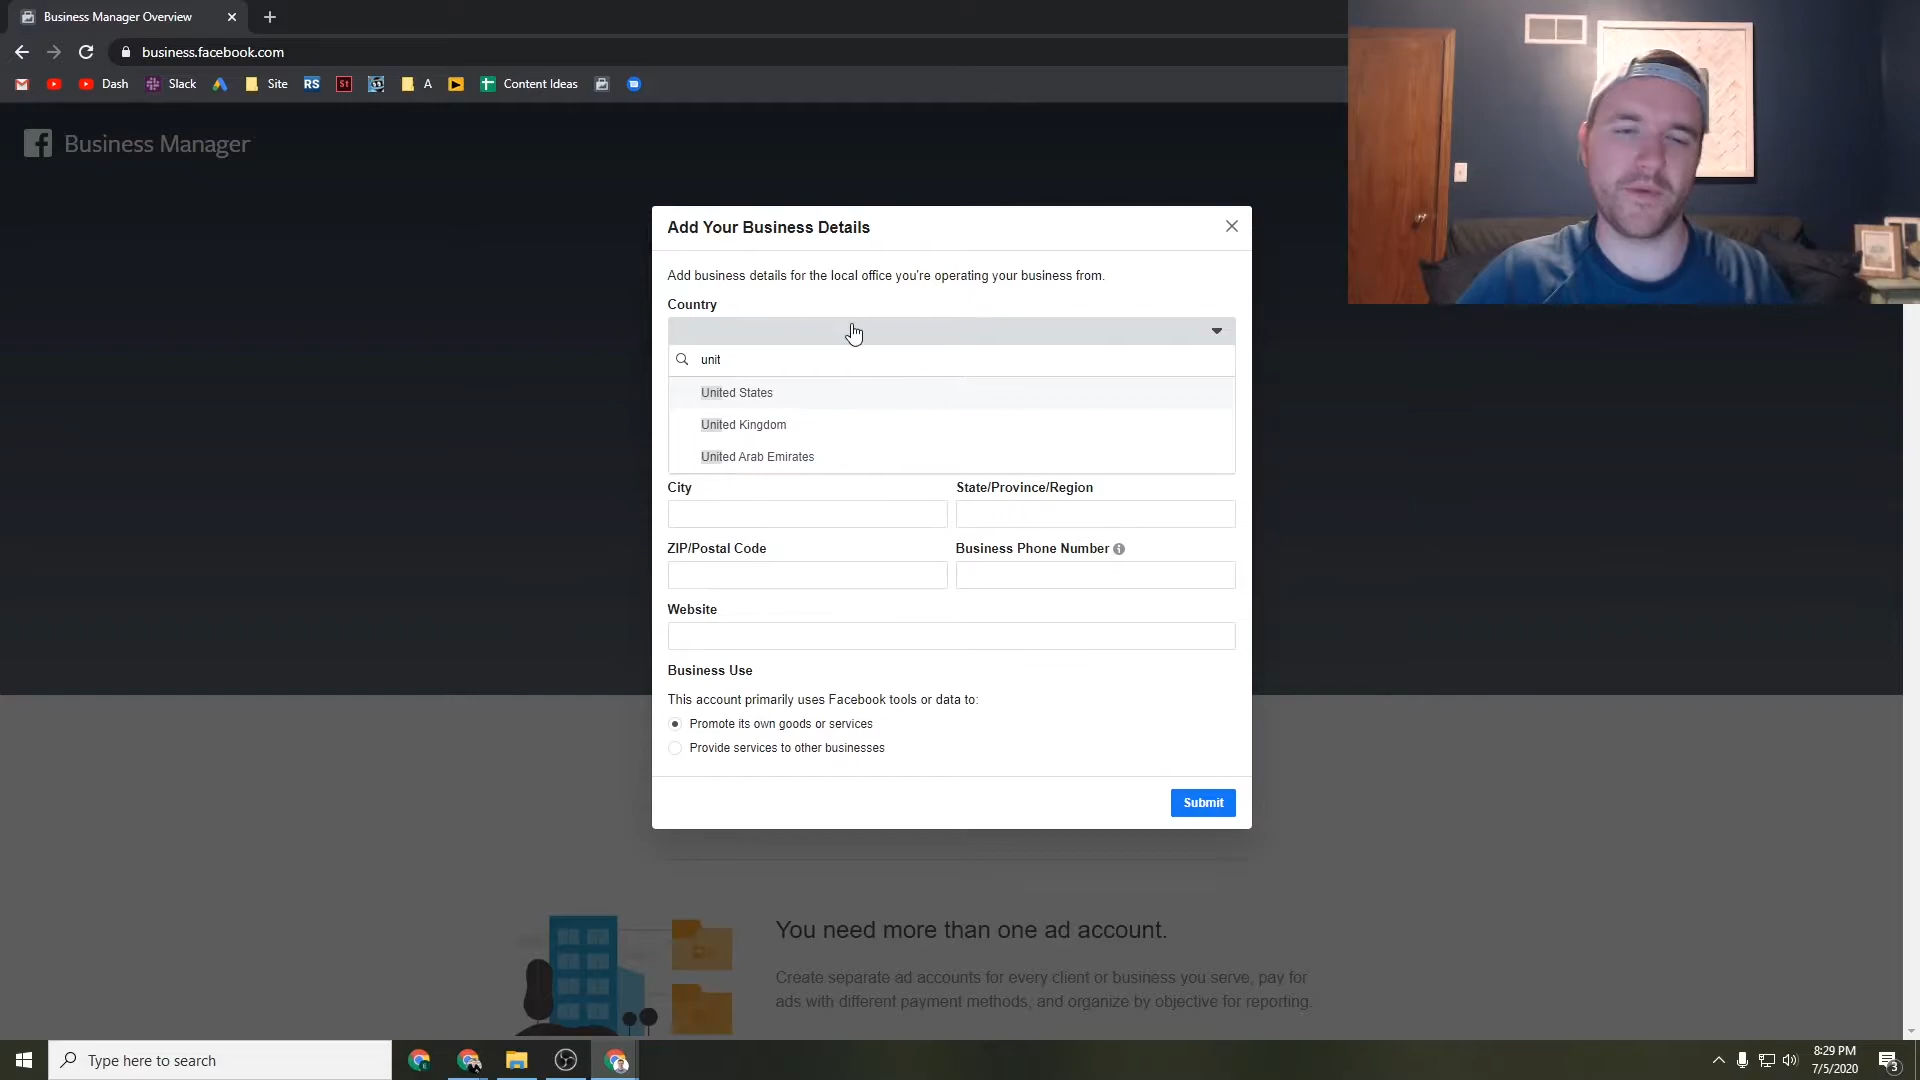 Business Manager Overview
business.facebook.com
Dash
Slack
Site
RS
St
A
Content Ideas
Business Manager
Add Your Business Details
Add business details for the local office you're operating your business from.
Country
unit
United States
United Kingdom
United Arab Emirates
City
State/Province/Region
ZIP/Postal Code
Business Phone Number
Website
Business Use
This account primarily uses Facebook tools or data to:
Promote its own goods or services
Provide services to other businesses
Submit
You need more than one ad account.
Create separate ad accounts for every client or business you serve, pay for
ads with different payment methods, and organize by objective for reporting.
Type here to search
8:29 PM
7/5/2020
3